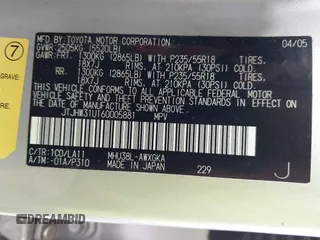 MFD. BY: TOYOTA MOTOR CORPORATION 04/05
GVWR: 2505KG (5520LB)
GAWR:FRT. 1300KG (2865LB)WITH P235/55R18 TIRES,
18X7J RIMS, AT 210KPA (30PSI) COLD
RR. 1300KG (2865LB)WITH P235/55R18 TIRES,
18X7J RIMS, AT 210KPA (30PSI) COLD
THIS VEHICLE CONFORMS TO ALL APPLICABLE
FEDERAL MOTOR VEHICLE SAFETY STANDARDS IN
EFFECT ON THE DATE OF MANUFACTURE SHOWN ABOVE.
JTJHW31U160005881 MPV
C/TR:1C0/LA11 MHU38L-AWXGKA
A/TM:-01A/P310 MADE IN JAPAN
229 J
7
GRAVE.
DREAMBID